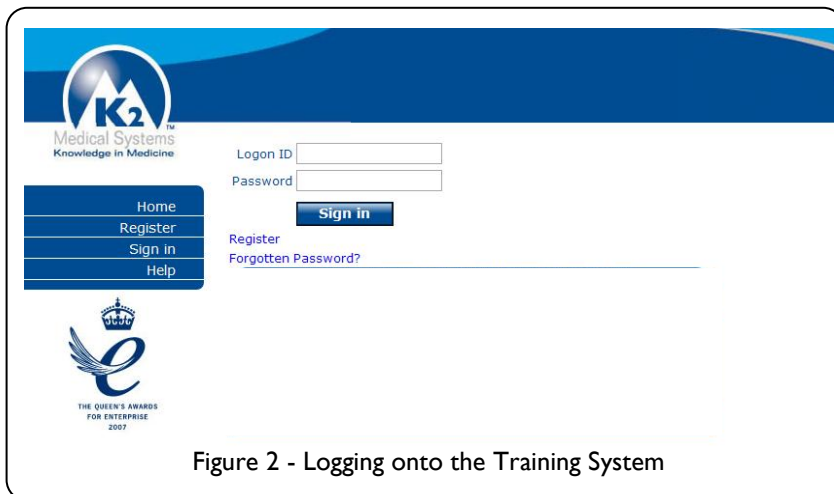 K2
TM
Medical Systems
Knowledge in Medicine
Logon ID
Password
Sign in
Register
Forgotten Password?
Home
Register
Sign in
Help
e
THE QUEEN'S AWARDS
FOR ENTERPRISE
2007
Figure 2 - Logging onto the Training System